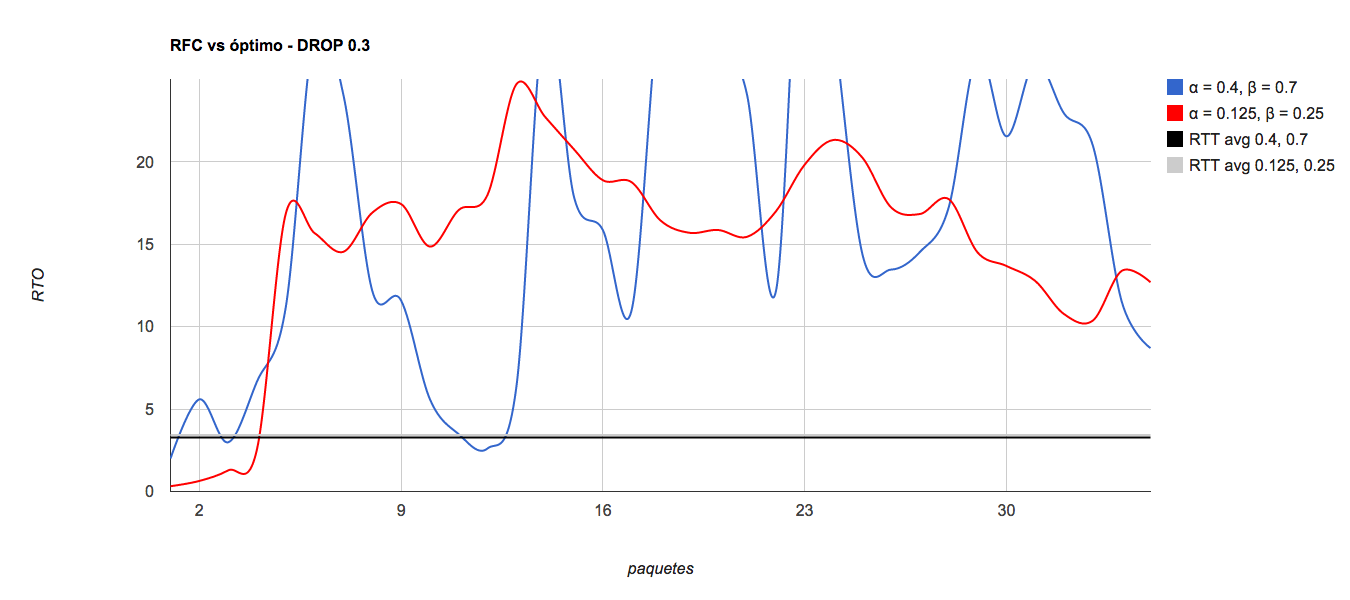 RFC vs óptimo - DROP 0.3
α = 0.4, β = 0.7
α = 0.125, β = 0.25
RTT avg 0.4, 0.7
RTT avg 0.125, 0.25
RTO
20
15
10
5
0
2 9 16 23 30
paquetes